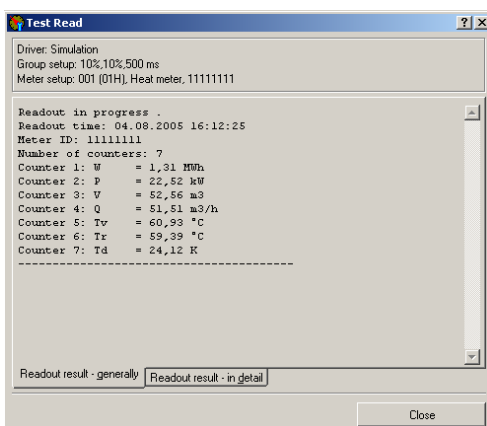 Test Read
Driver: Simulation
Group setup: 10%,10%,500 ms
Meter setup: 001 (01H), Heat meter, 11111111
Readout in progress .
Readout time: 04.08.2005 16:12:25
Meter ID: 11111111
Number of counters: 7
Counter 1: W = 1,31 MWh
Counter 2: P = 22,52 kW
Counter 3: V = 52,56 m3
Counter 4: Q = 51,51 m3/h
Counter 5: Tv = 60,93 °C
Counter 6: Tr = 59,39 °C
Counter 7: Td = 24,12 K
----------------------------------------
Readout result - generally Readout result - in detail
Close